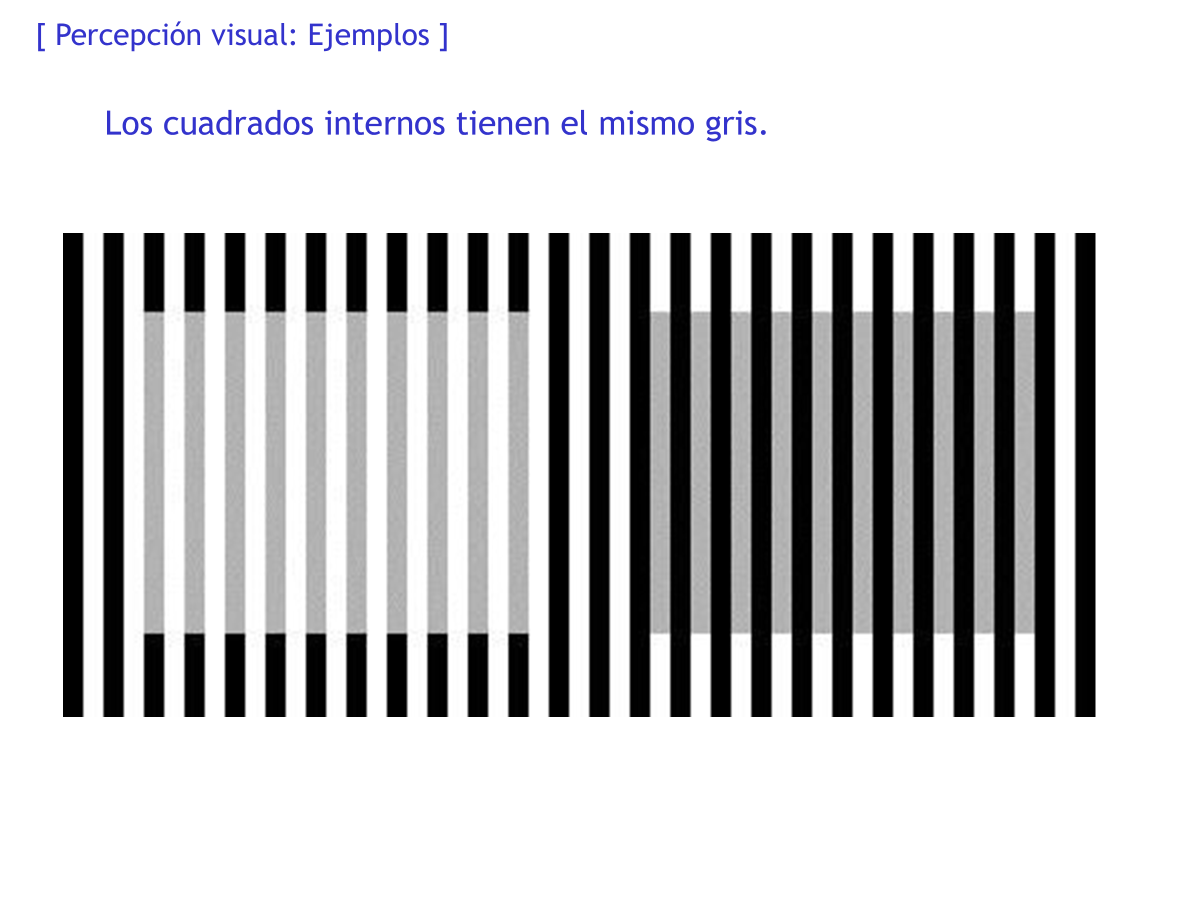 [ Percepción visual: Ejemplos ]
Los cuadrados internos tienen el mismo gris.